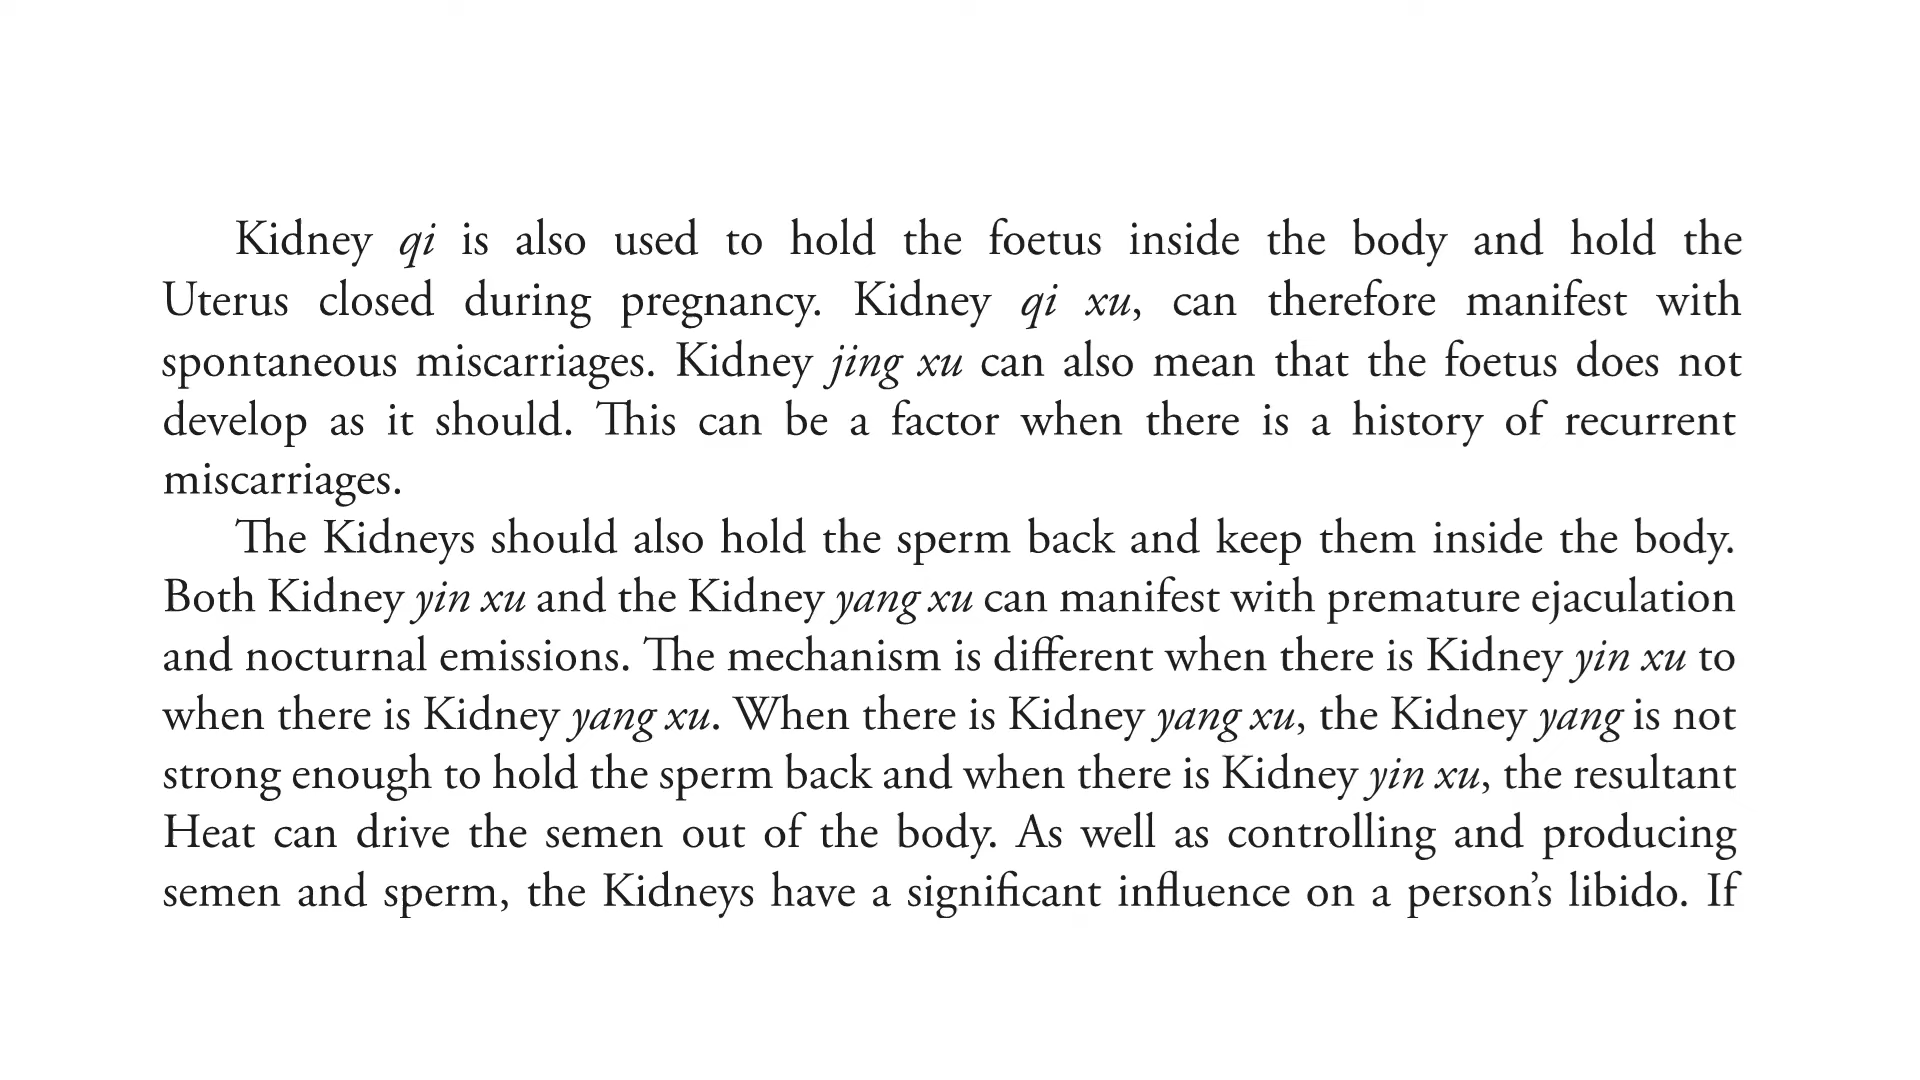 Kidney qi is also used to hold the foetus inside the body and hold the
Uterus closed during pregnancy. Kidney qi xu, can therefore manifest with
spontaneous miscarriages. Kidney jing xu can also mean that the foetus does not
develop as it should. This can be a factor when there is a history of recurrent
miscarriages.
The Kidneys should also hold the sperm back and keep them inside the body.
Both Kidney yin xu and the Kidney yang xu can manifest with premature ejaculation
and nocturnal emissions. The mechanism is different when there is Kidney yin xu to
when there is Kidney yang xu. When there is Kidney yang xu, the Kidney yang is not
strong enough to hold the sperm back and when there is Kidney yin xu, the resultant
Heat can drive the semen out of the body. As well as controlling and producing
semen and sperm, the Kidneys have a significant influence on a person’s libido. If